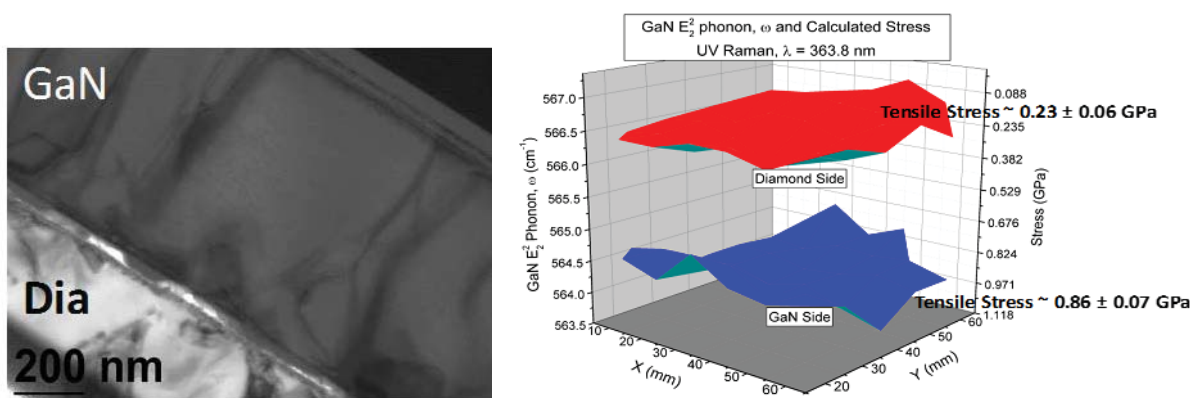 GaN
Dia
200 nm
GaN E₂² phonon, ω and Calculated Stress
UV Raman, λ = 363.8 nm
GaN E₂² Phonon, ω (cm⁻¹)
567.0
566.5
566.0
565.5
565.0
564.5
564.0
563.5
Diamond Side
GaN Side
Tensile Stress ~ 0.23 ± 0.06 GPa
Tensile Stress ~ 0.86 ± 0.07 GPa
0.088
0.235
0.382
0.529
0.676
0.824
0.971
1.118
Stress (GPa)
10
20
30
40
50
60
X (mm)
20
30
40
50
60
Y (mm)